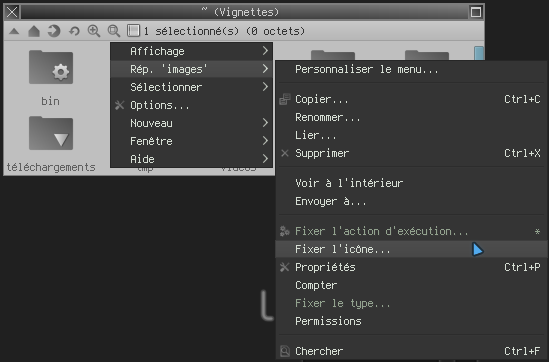 ~ (Vignettes)
1 sélectionné(s) (0 octets)
bin
téléchargements
Affichage
Rép. 'images'
Sélectionner
Options...
Nouveau
Fenêtre
Aide
Personnaliser le menu...
Copier... Ctrl+C
Renommer...
Lier...
Supprimer Ctrl+X
Voir à l'intérieur
Envoyer à...
Fixer l'action d'exécution... *
Fixer l'icône...
Propriétés Ctrl+P
Compter
Fixer le type...
Permissions
Chercher Ctrl+F